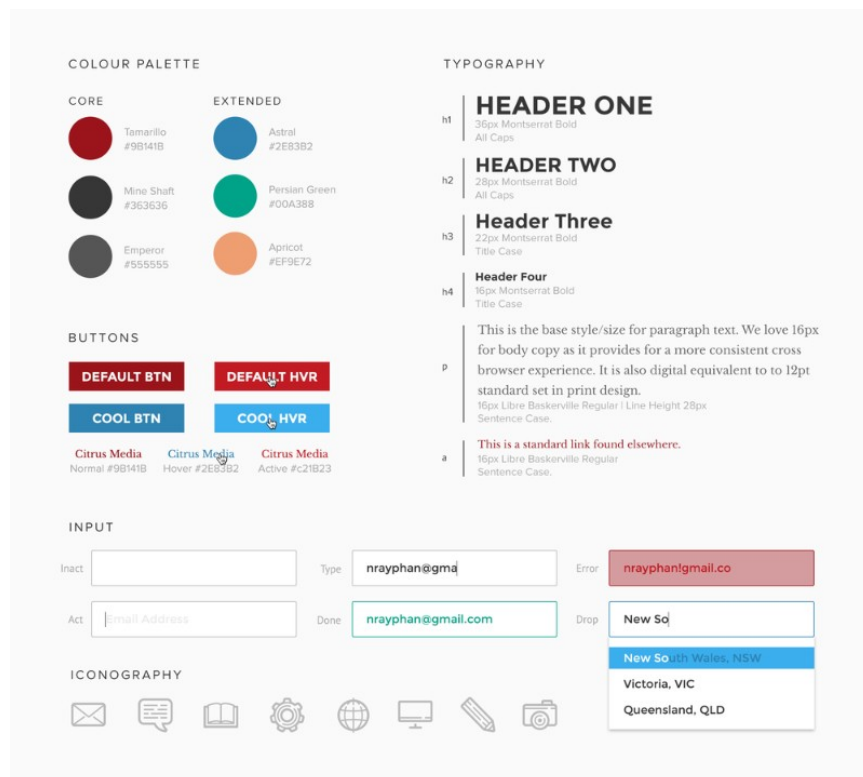 COLOUR PALETTE
CORE
EXTENDED
Tamarillo
#9B141B
Astral
#2E83B2
Mine Shaft
#363636
Persian Green
#00A388
Emperor
#555555
Apricot
#EF9E72
BUTTONS
DEFAULT BTN
DEFAULT HVR
COOL BTN
COOL HVR
Citrus Media
Citrus Media
Citrus Media
Normal #9B141B
Hover #2E83B2
Active #c21B23
TYPOGRAPHY
h1
HEADER ONE
36px Montserrat Bold
All Caps
h2
HEADER TWO
28px Montserrat Bold
All Caps
h3
Header Three
22px Montserrat Bold
Title Case
h4
Header Four
16px Montserrat Bold
Title Case
p
This is the base style/size for paragraph text. We love 16px
for body copy as it provides for a more consistent cross
browser experience. It is also digital equivalent to to 12pt
standard set in print design.
16px Libre Baskerville Regular | Line Height 28px
Sentence Case.
a
This is a standard link found elsewhere.
16px Libre Baskerville Regular
Sentence Case.
INPUT
Inact
Type
nrayphan@gma
Error
nrayphan!gmail.co
Act
Email Address
Done
nrayphan@gmail.com
Drop
New So
New South Wales, NSW
Victoria, VIC
Queensland, QLD
ICONOGRAPHY